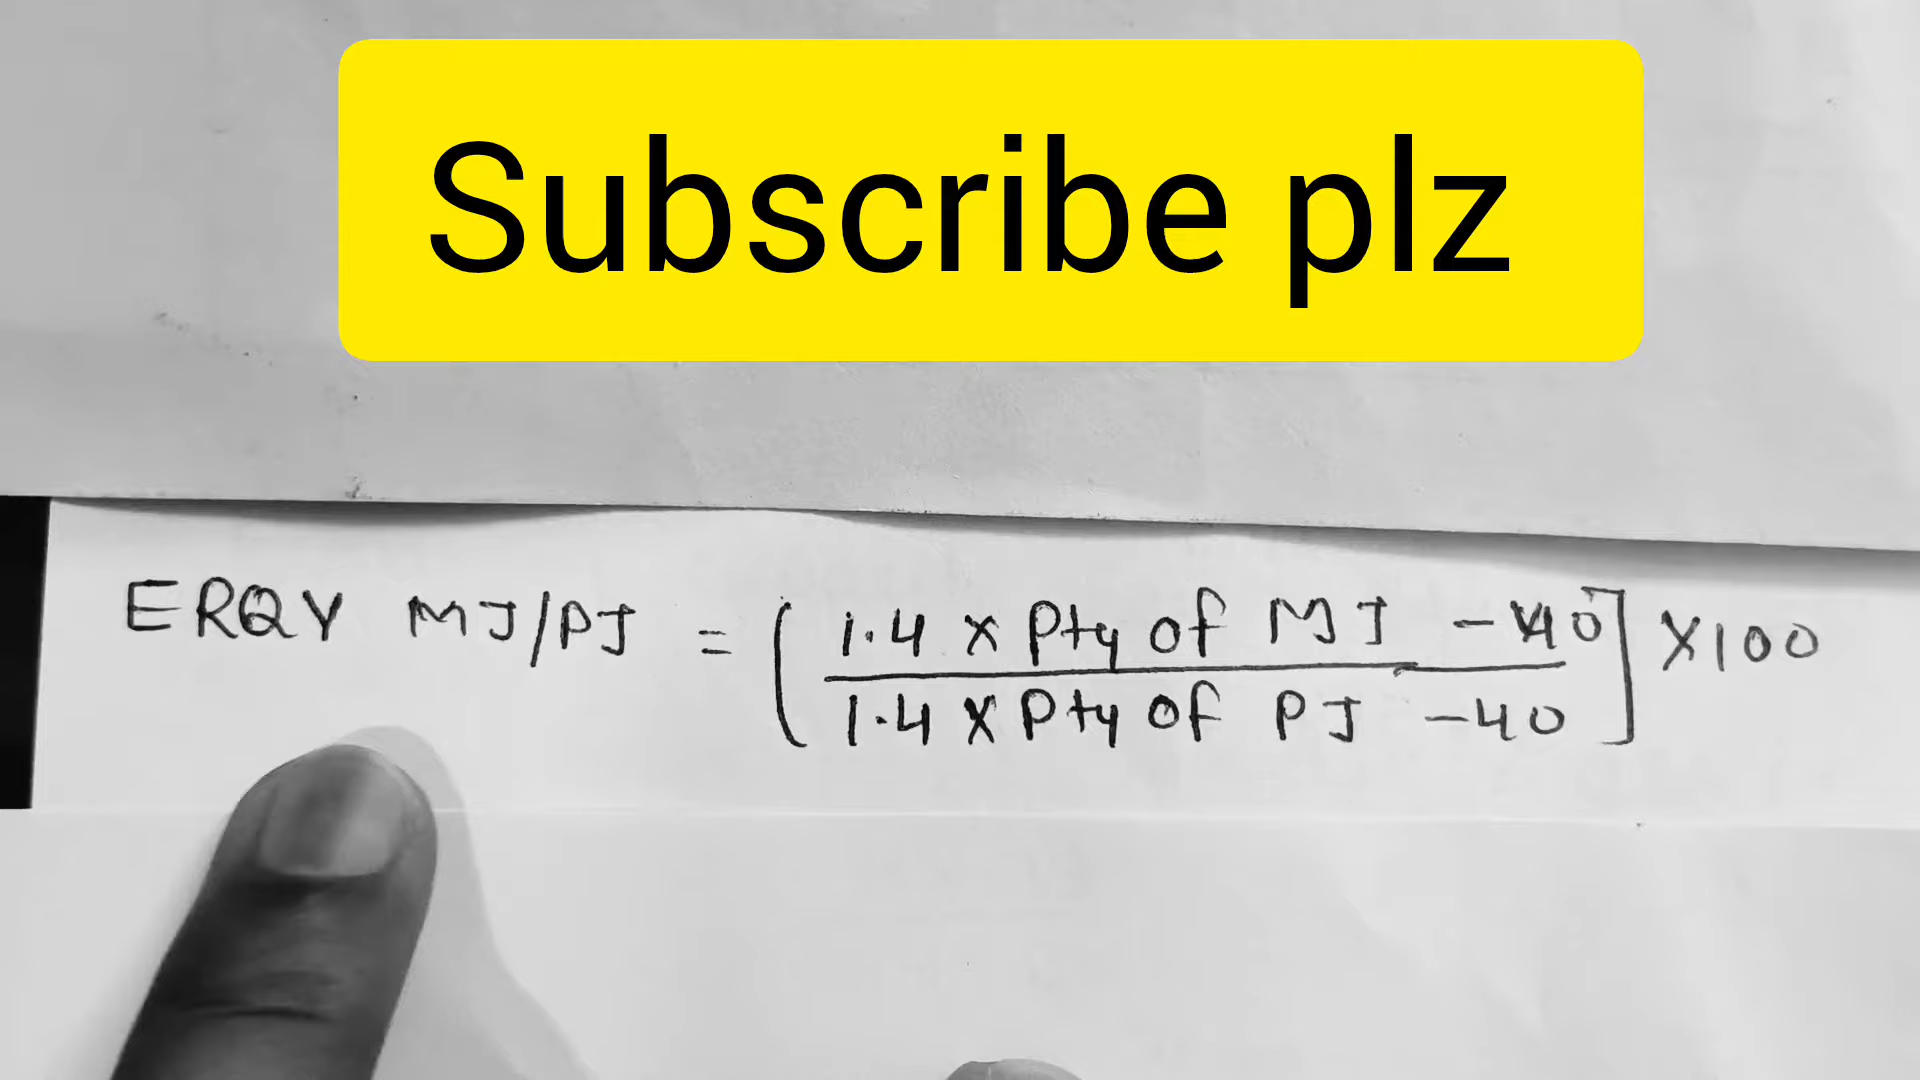 Subscribe plz
ERQY MJ/PJ = (1.4 x Pty of MJ - 40 / 1.4 x Pty of PJ - 40] x100